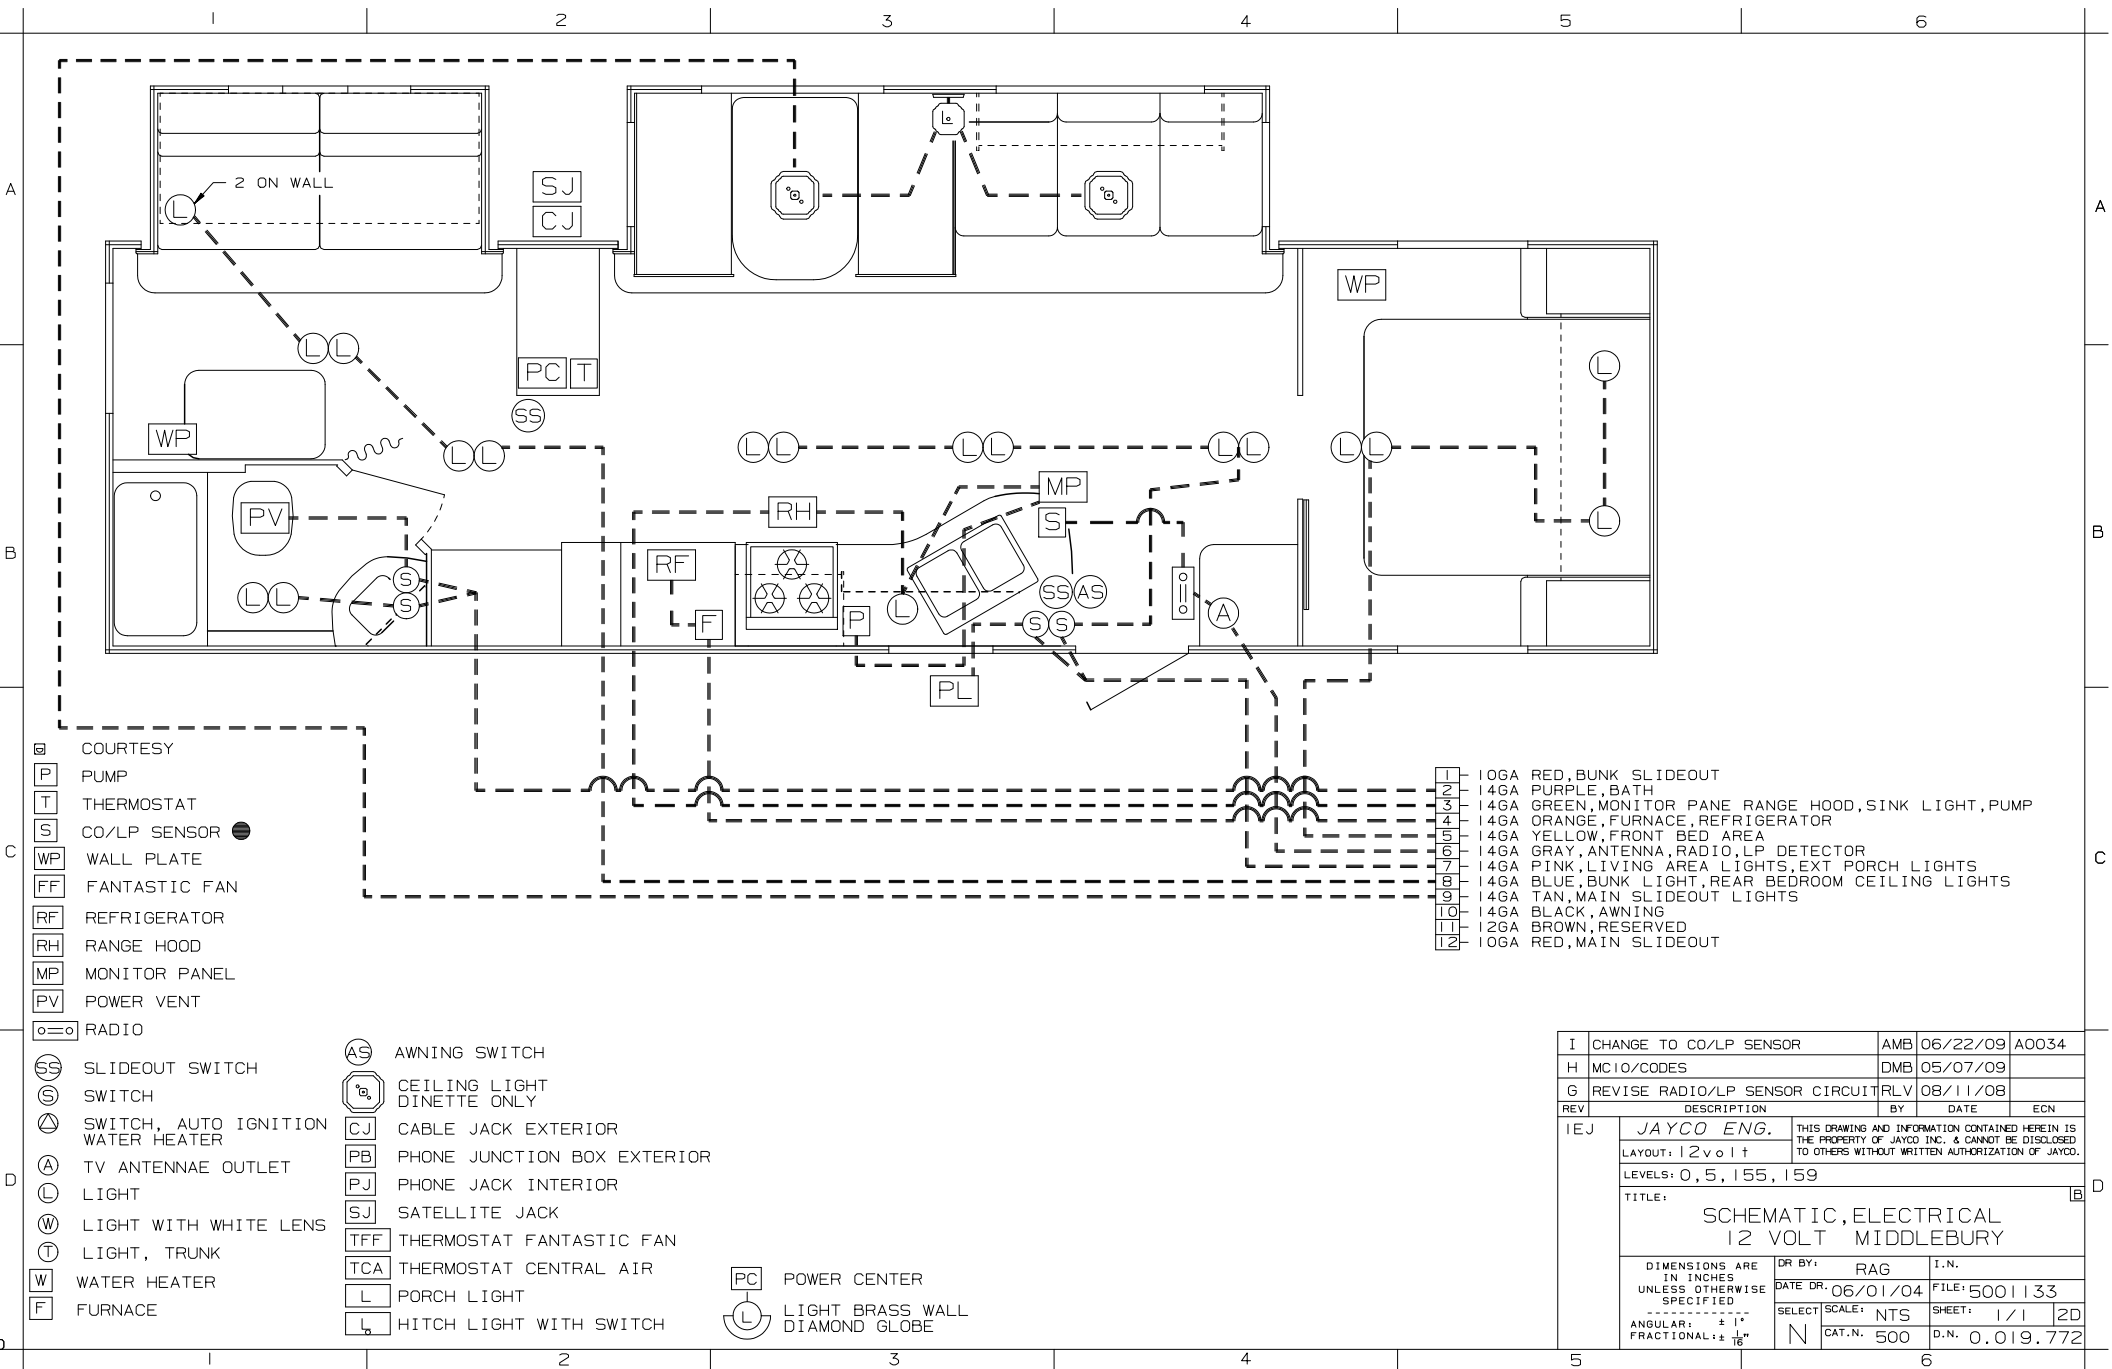 1 2 3 4 5 6
A
A
B
B
C
C
D
D
2 ON WALL
L
SJ
CJ
L
WP
L L
PC T
L
SS
WP
L L
L L
L L
L L
L L
MP
PV
RH
S
L
RF
S
SS AS
L L
S
F
P
L
S S
A
PL
COURTESY
P PUMP
T THERMOSTAT
S CO/LP SENSOR
WP WALL PLATE
FF FANTASTIC FAN
RF REFRIGERATOR
RH RANGE HOOD
MP MONITOR PANEL
PV POWER VENT
RADIO
SS SLIDEOUT SWITCH
S SWITCH
SWITCH, AUTO IGNITION
WATER HEATER
A TV ANTENNAE OUTLET
L LIGHT
W LIGHT WITH WHITE LENS
T LIGHT, TRUNK
W WATER HEATER
F FURNACE
AS AWNING SWITCH
CEILING LIGHT
DINETTE ONLY
CJ CABLE JACK EXTERIOR
PB PHONE JUNCTION BOX EXTERIOR
PJ PHONE JACK INTERIOR
SJ SATELLITE JACK
TFF THERMOSTAT FANTASTIC FAN
TCA THERMOSTAT CENTRAL AIR
L PORCH LIGHT
L HITCH LIGHT WITH SWITCH
PC POWER CENTER
L LIGHT BRASS WALL
DIAMOND GLOBE
1 10GA RED,BUNK SLIDEOUT
2 14GA PURPLE,BATH
3 14GA GREEN,MONITOR PANE RANGE HOOD,SINK LIGHT,PUMP
4 14GA ORANGE,FURNACE,REFRIGERATOR
5 14GA YELLOW,FRONT BED AREA
6 14GA GRAY,ANTENNA,RADIO,LP DETECTOR
7 14GA PINK,LIVING AREA LIGHTS,EXT PORCH LIGHTS
8 14GA BLUE,BUNK LIGHT,REAR BEDROOM CEILING LIGHTS
9 14GA TAN,MAIN SLIDEOUT LIGHTS
10 14GA BLACK,AWNING
11 12GA BROWN,RESERVED
12 10GA RED,MAIN SLIDEOUT
I CHANGE TO CO/LP SENSOR AMB 06/22/09 A0034
H MC10/CODES DMB 05/07/09
G REVISE RADIO/LP SENSOR CIRCUIT RLV 08/11/08
REV DESCRIPTION BY DATE ECN
1EJ
JAYCO ENG.
THIS DRAWING AND INFORMATION CONTAINED HEREIN IS
THE PROPERTY OF JAYCO INC. & CANNOT BE DISCLOSED
TO OTHERS WITHOUT WRITTEN AUTHORIZATION OF JAYCO.
LAYOUT: 12volt
LEVELS: 0,5,155,159
TITLE: B
SCHEMATIC,ELECTRICAL
12 VOLT MIDDLEBURY
DIMENSIONS ARE
IN INCHES
UNLESS OTHERWISE
SPECIFIED
ANGULAR: ± 1°
FRACTIONAL: ± 1/16"
DR BY: RAG I.N.
DATE DR. 06/01/04 FILE: 5001133
SELECT N SCALE: NTS SHEET: 1/1 2D
CAT.N. 500 D.N. 0.019.772
1 2 3 4 5 6